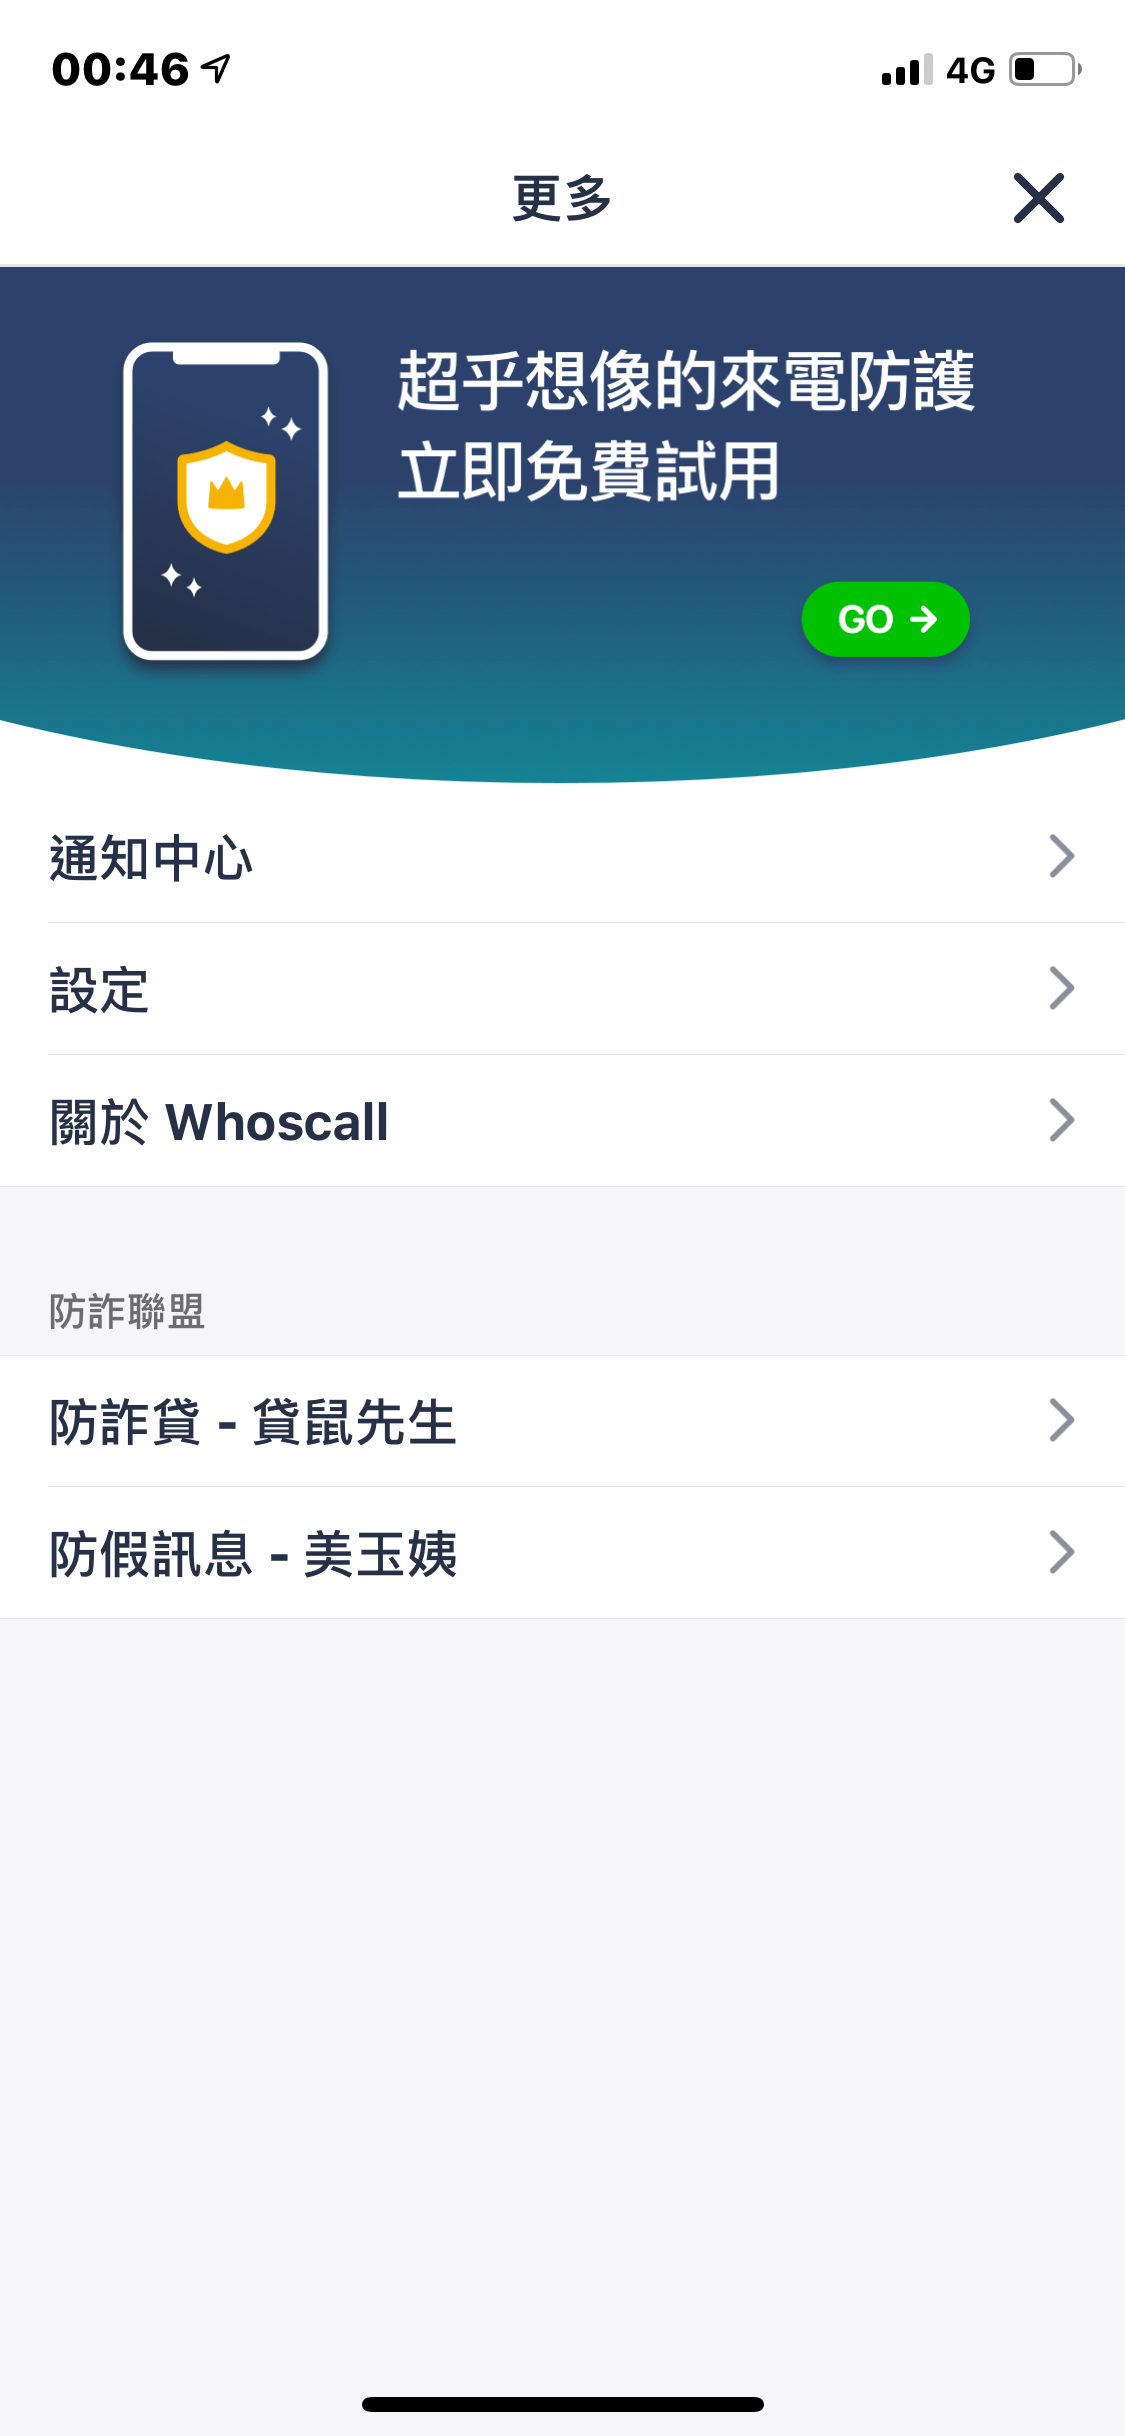 00:46
4G
更多
超乎想像的來電防護
立即免費試用
GO →
通知中心
設定
關於 Whoscall
防詐聯盟
防詐貸 - 貸鼠先生
防假訊息 - 美玉姨